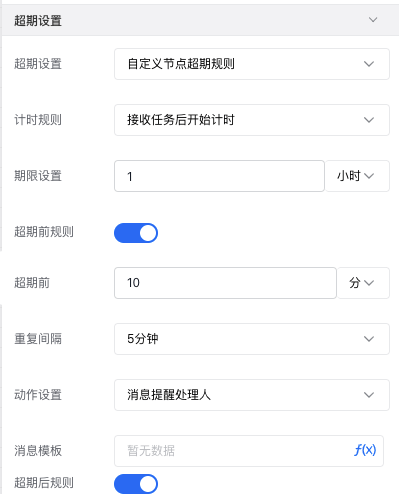 超期设置
超期设置 自定义节点超期规则
计时规则 接收任务后开始计时
期限设置 1 小时
超期前规则
超期前 10 分
重复间隔 5分钟
动作设置 消息提醒处理人
消息模板 暂无数据 f(x)
超期后规则